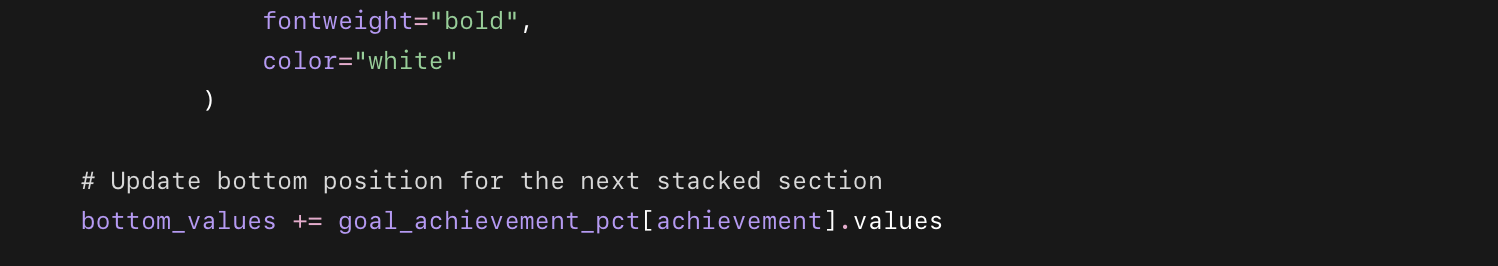 fontweight="bold",
color="white"
)
# Update bottom position for the next stacked section
bottom_values += goal_achievement_pct[achievement].values